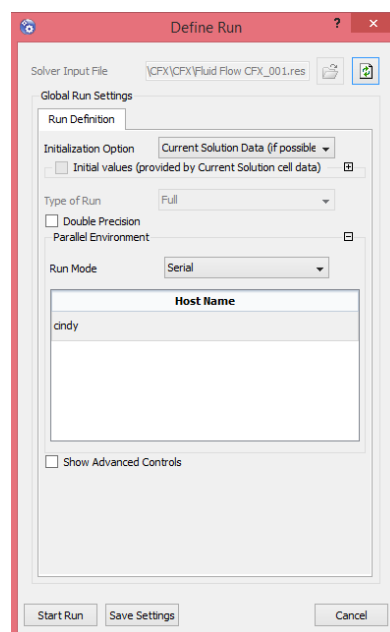 Define Run
? ×
Solver Input File \CFX\CFX\Fluid Flow CFX_001.res
Global Run Settings
Run Definition
Initialization Option Current Solution Data (if possible
Initial values (provided by Current Solution cell data)
Type of Run Full
Double Precision
Parallel Environment
Run Mode Serial
Host Name
cindy
Show Advanced Controls
Start Run Save Settings Cancel